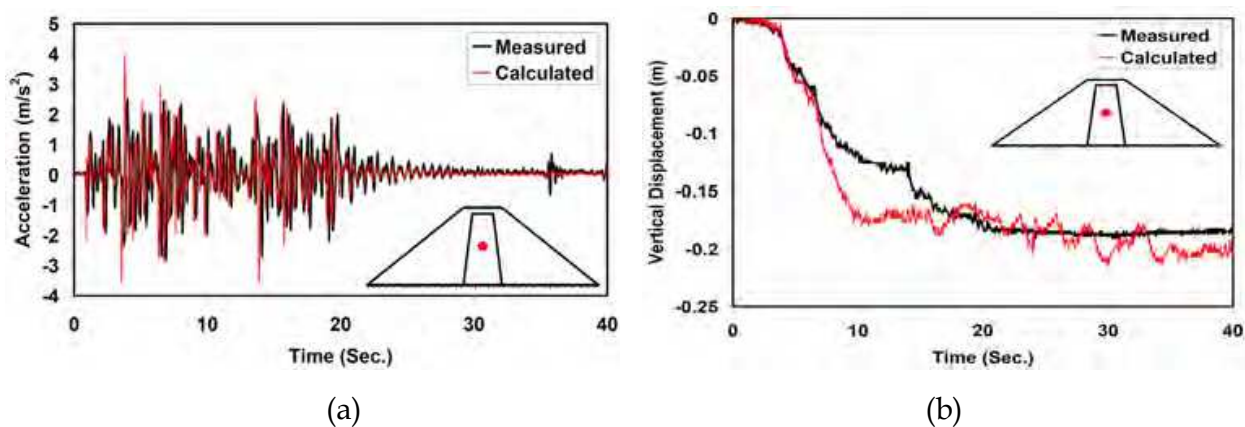 5
4
3
2
1
0
-1
-2
-3
-4
Acceleration (m/s²)
Measured
Calculated
0
10
20
30
40
Time (Sec.)
(a)
0
-0.05
-0.1
-0.15
-0.2
-0.25
Vertical Displacement (m)
Measured
Calculated
0
10
20
30
40
Time (Sec.)
(b)